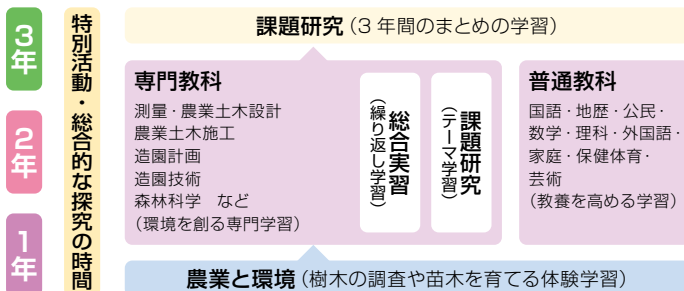 3年
2年
1年
特別活動・総合的な探究の時間
課題研究(3年間のまとめの学習)
専門教科
測量・農業土木設計
農業土木施工
造園計画
造園技術
森林科学 など
(環境を創る専門学習)
総合実習
(繰り返し学習)
課題研究
(テーマ学習)
普通教科
国語・地歴・公民・
数学・理科・外国語・
家庭・保健体育・
芸術
(教養を高める学習)
農業と環境(樹木の調査や苗木を育てる体験学習)